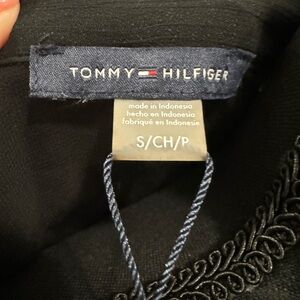 TOMMY HILFIGER
made in Indonesia
hecho en Indonesia
fabriqué en Indonésie
S/CH/P